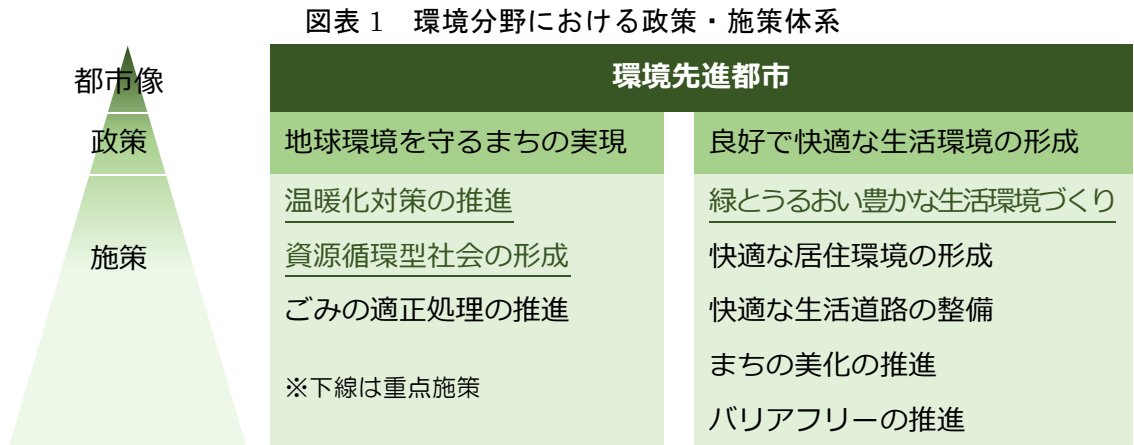 図表 1 環境分野における政策・施策体系
都市像
環境先進都市
政策
地球環境を守るまちの実現
良好で快適な生活環境の形成
施策
温暖化対策の推進
資源循環型社会の形成
ごみの適正処理の推進
※下線は重点施策
緑とうるおい豊かな生活環境づくり
快適な居住環境の形成
快適な生活道路の整備
まちの美化の推進
バリアフリーの推進